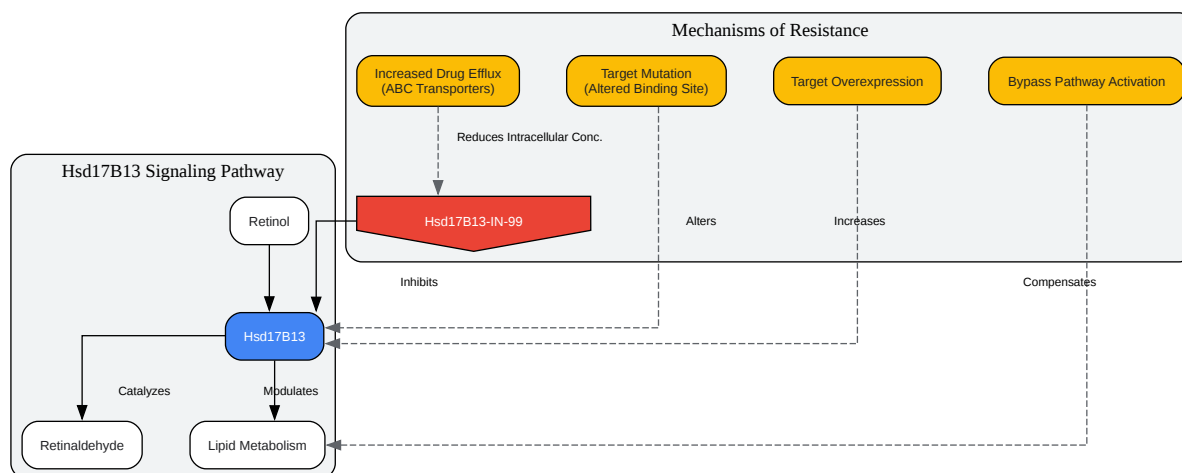 Mechanisms of Resistance
Increased Drug Efflux
(ABC Transporters)
Target Mutation
(Altered Binding Site)
Target Overexpression
Bypass Pathway Activation
Reduces Intracellular Conc.
Hsd17B13 Signaling Pathway
Retinol
Hsd17B13-IN-99
Alters
Increases
Inhibits
Compensates
Hsd17B13
Catalyzes
Modulates
Retinaldehyde
Lipid Metabolism